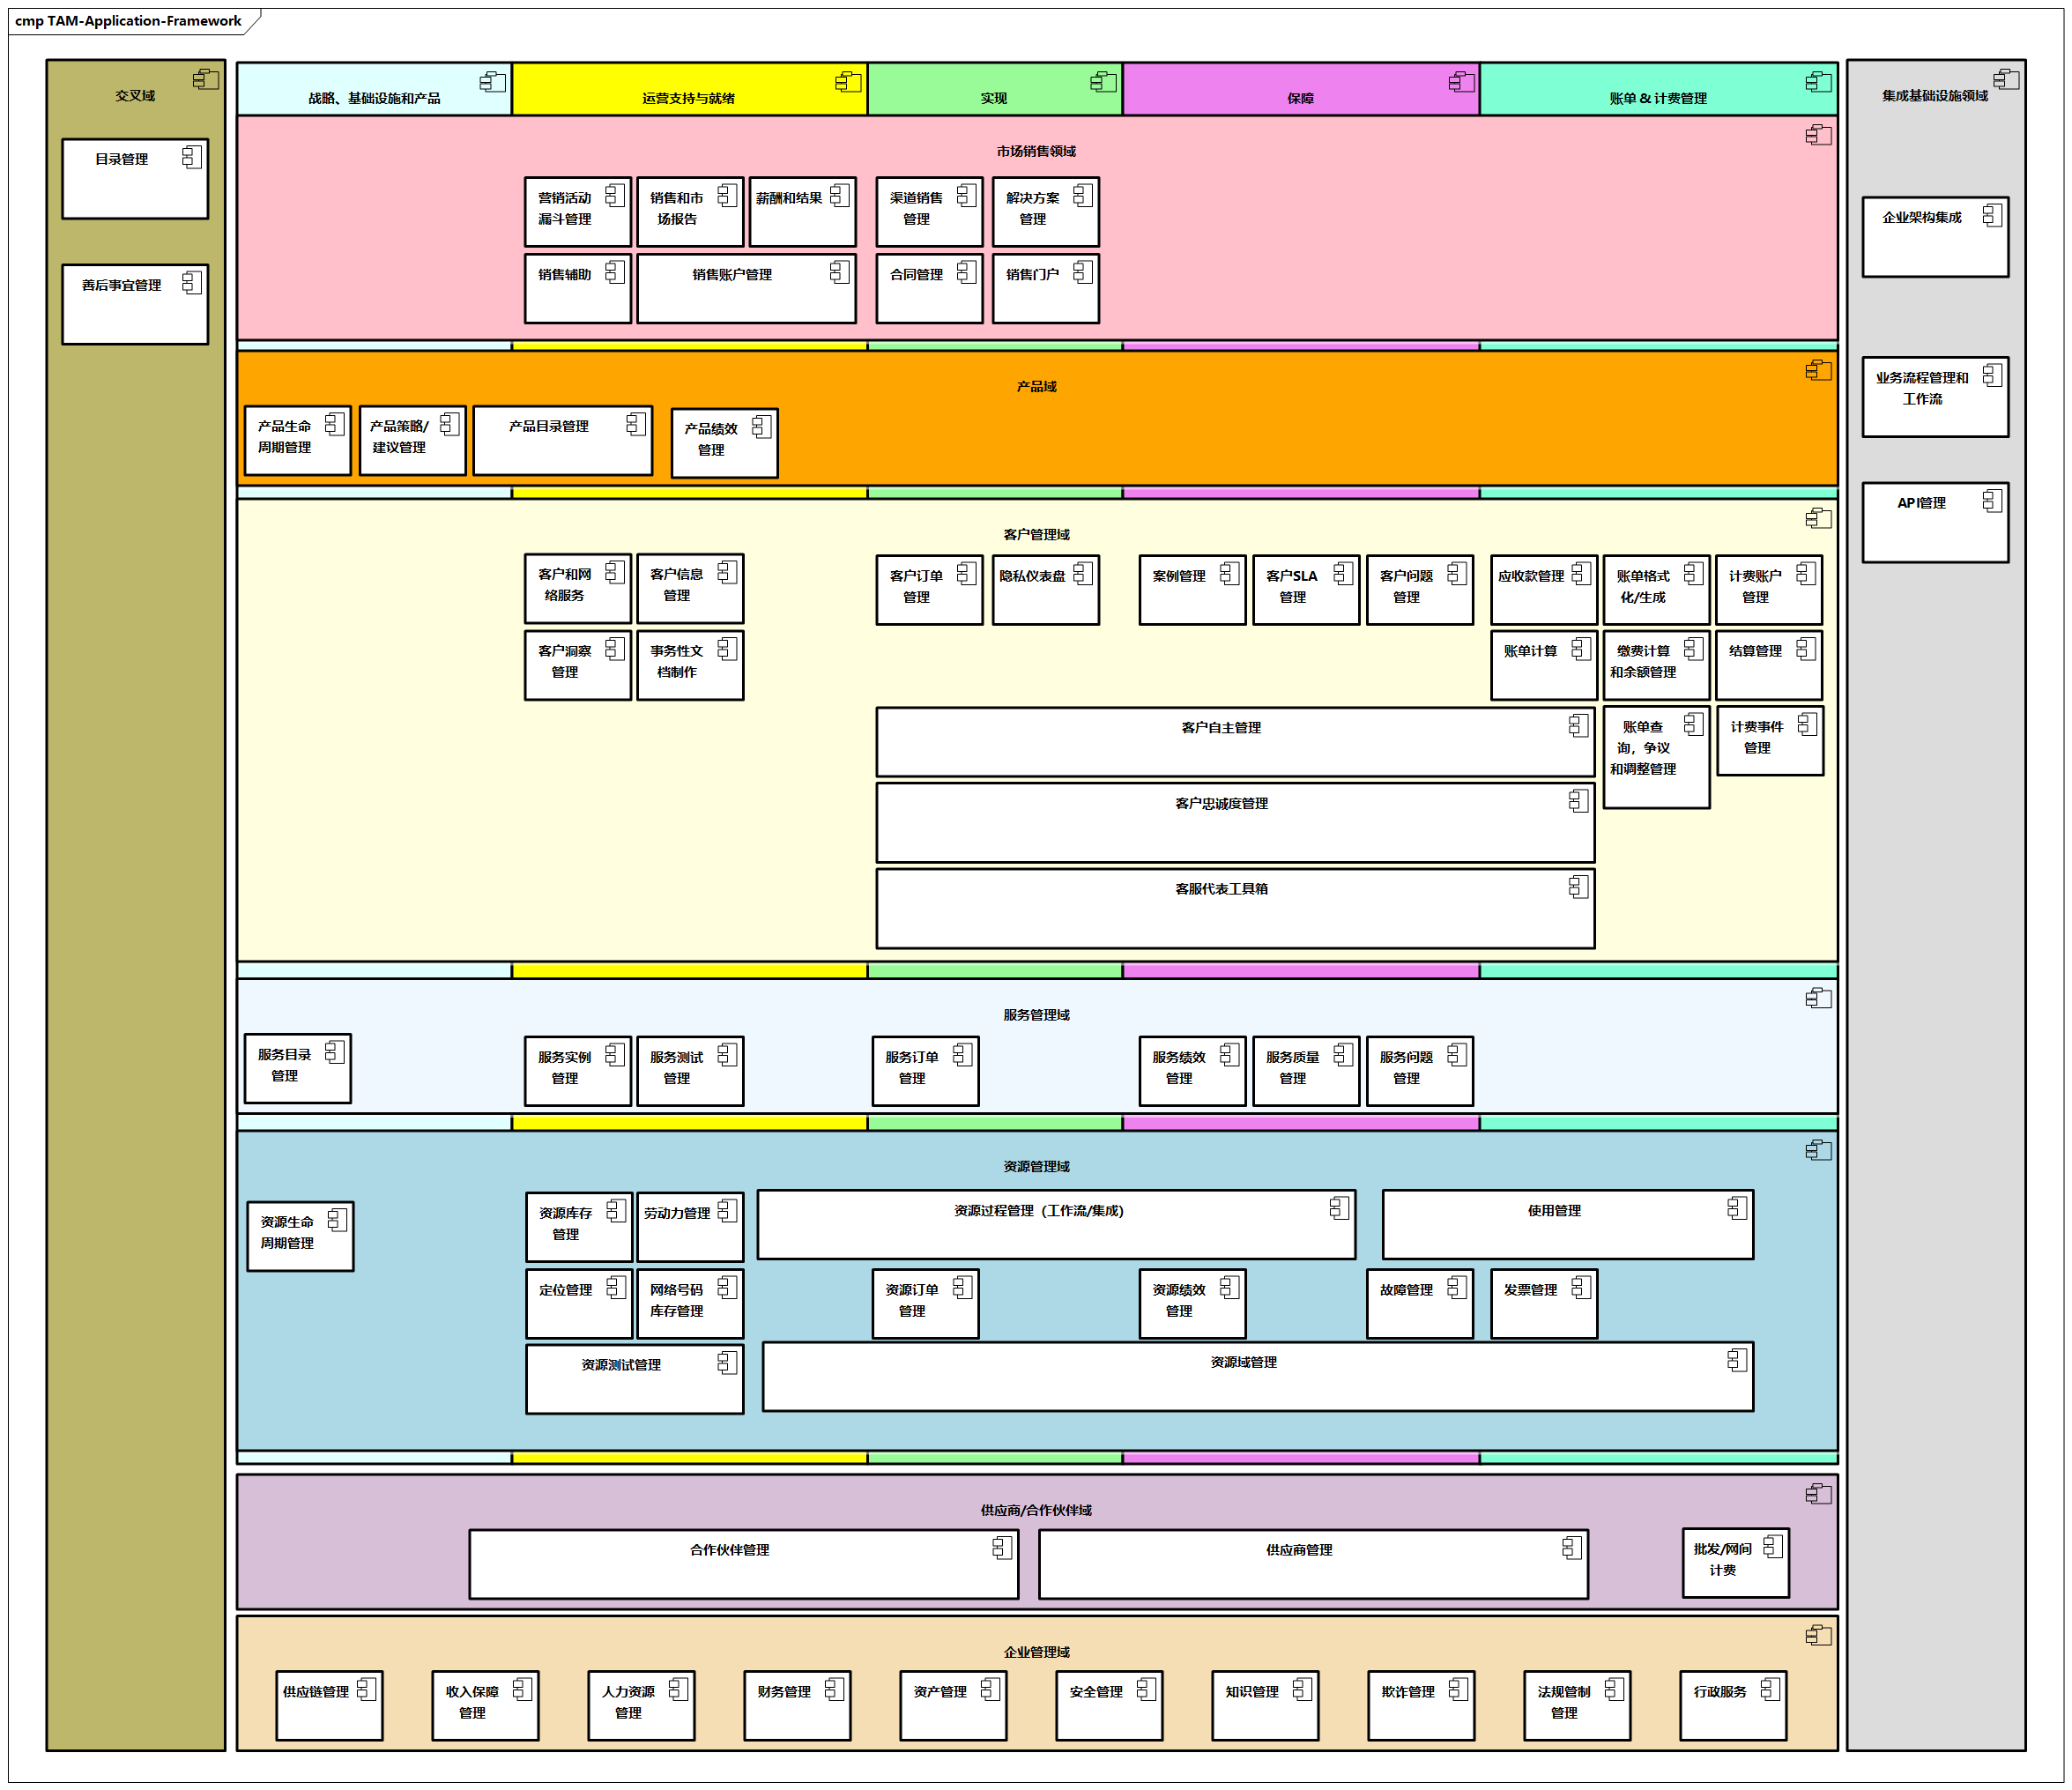 cmp TAM-Application-Framework
交叉域
目录管理
善后事宜管理
战略、基础设施和产品
运营支持与就绪
实现
保障
账单 & 计费管理
市场销售领域
营销活动
漏斗管理
销售和市
场报告
薪酬和结果
渠道销售
管理
解决方案
管理
销售辅助
销售账户管理
合同管理
销售门户
产品域
产品生命
周期管理
产品策略/
建议管理
产品目录管理
产品绩效
管理
客户管理域
客户和网
络服务
客户信息
管理
客户订单
管理
隐私仪表盘
案例管理
客户SLA
管理
客户问题
管理
应收款管理
账单格式
化/生成
计费账户
管理
客户洞察
管理
事务性文
档制作
账单计算
缴费计算
和余额管理
结算管理
客户自主管理
账单查
询，争议
和调整管理
计费事件
管理
客户忠诚度管理
客服代表工具箱
服务管理域
服务目录
管理
服务实例
管理
服务测试
管理
服务订单
管理
服务绩效
管理
服务质量
管理
服务问题
管理
资源管理域
资源生命
周期管理
资源库存
管理
劳动力管理
资源过程管理（工作流/集成)
使用管理
定位管理
网络号码
库存管理
资源订单
管理
资源绩效
管理
故障管理
发票管理
资源测试管理
资源域管理
供应商/合作伙伴域
合作伙伴管理
供应商管理
批发/网间
计费
企业管理域
供应链管理
收入保障
管理
人力资源
管理
财务管理
资产管理
安全管理
知识管理
欺诈管理
法规管制
管理
行政服务
集成基础设施领域
企业架构集成
业务流程管理和
工作流
API管理